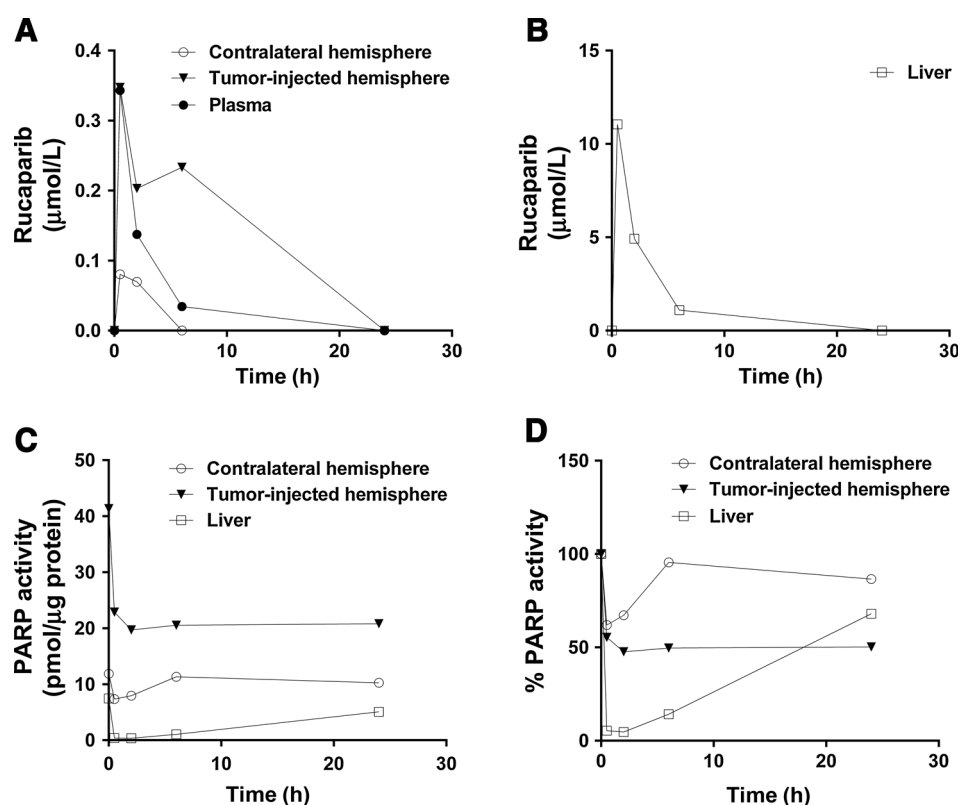 A
Contralateral hemisphere
Tumor-injected hemisphere
Plasma
Rucaparib
(μmol/L)
0.4
0.3
0.2
0.1
0.0
0 10 20 30
Time (h)
B
Liver
Rucaparib
(μmol/L)
15
10
5
0
0 10 20 30
Time (h)
C
Contralateral hemisphere
Tumor-injected hemisphere
Liver
PARP activity
(pmol/μg protein)
50
40
30
20
10
0
0 10 20 30
Time (h)
D
Contralateral hemisphere
Tumor-injected hemisphere
Liver
% PARP activity
150
100
50
0
0 10 20 30
Time (h)